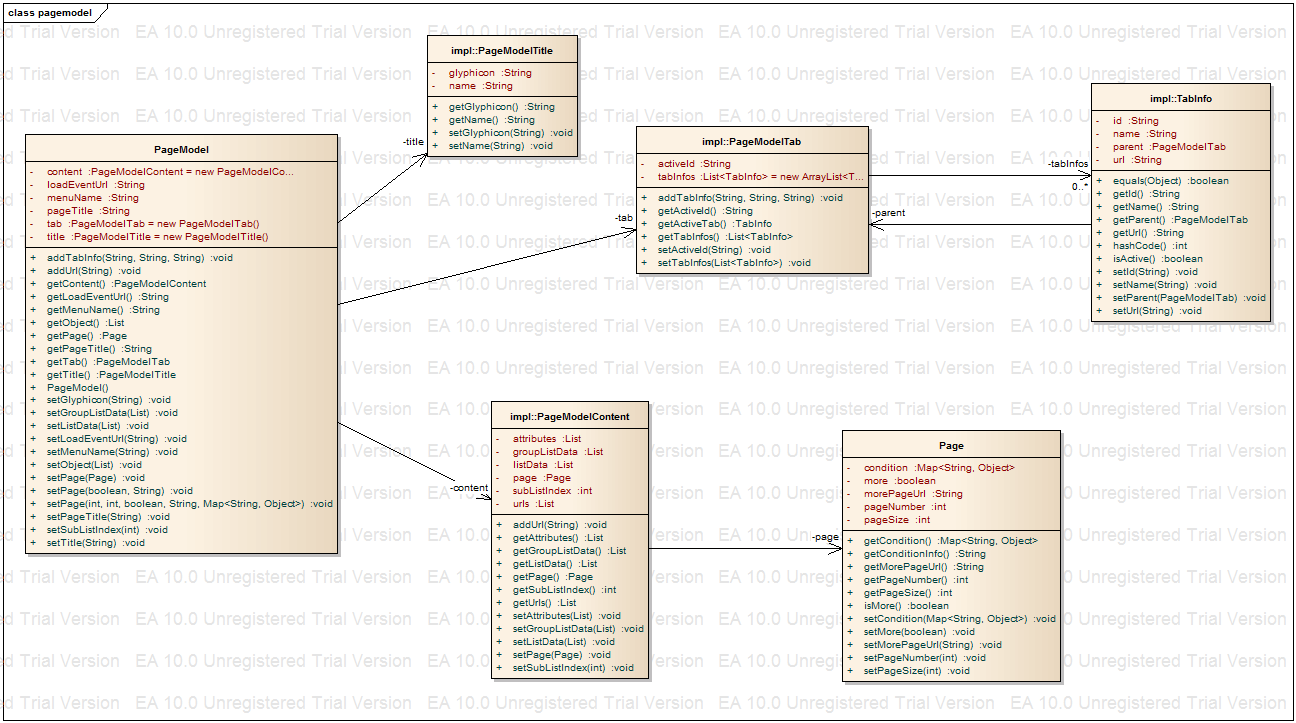 class pagemodel
EA 10.0 Unregistered Trial Version
impl::PageModelTitle
- glyphicon :String
- name :String
+ getGlyphicon() :String
+ getName() :String
+ setGlyphicon(String) :void
+ setName(String) :void
-title
PageModel
- content :PageModelContent = new PageModelCo...
- loadEventUrl :String
- menuName :String
- pageTitle :String
- tab :PageModelTab = new PageModelTab()
- title :PageModelTitle = new PageModelTitle()
+ addTabInfo(String, String, String) :void
+ addUrl(String) :void
+ getContent() :PageModelContent
+ getLoadEventUrl() :String
+ getMenuName() :String
+ getObject() :List
+ getPage() :Page
+ getPageTitle() :String
+ getTab() :PageModelTab
+ getTitle() :PageModelTitle
+ PageModel()
+ setGlyphicon(String) :void
+ setGroupListData(List) :void
+ setListData(List) :void
+ setLoadEventUrl(String) :void
+ setMenuName(String) :void
+ setObject(List) :void
+ setPage(Page) :void
+ setPage(boolean, String) :void
+ setPage(int, int, boolean, String, Map<String, Object>) :void
+ setPageTitle(String) :void
+ setSubListIndex(int) :void
+ setTitle(String) :void
-tab
impl::PageModelTab
- activeId :String
- tabInfos :List<TabInfo> = new ArrayList<T...
+ addTabInfo(String, String, String) :void
+ getActiveId() :String
+ getActiveTab() :TabInfo
+ getTabInfos() :List<TabInfo>
+ setActiveId(String) :void
+ setTabInfos(List<TabInfo>) :void
-tabInfos
0..*
-parent
impl::TabInfo
- id :String
- name :String
- parent :PageModelTab
- url :String
+ equals(Object) :boolean
+ getId() :String
+ getName() :String
+ getParent() :PageModelTab
+ getUrl() :String
+ hashCode() :int
+ isActive() :boolean
+ setId(String) :void
+ setName(String) :void
+ setParent(PageModelTab) :void
+ setUrl(String) :void
-content
impl::PageModelContent
- attributes :List
- groupListData :List
- listData :List
- page :Page
- subListIndex :int
- urls :List
+ addUrl(String) :void
+ getAttributes() :List
+ getGroupListData() :List
+ getListData() :List
+ getPage() :Page
+ getSubListIndex() :int
+ getUrls() :List
+ setAttributes(List) :void
+ setGroupListData(List) :void
+ setListData(List) :void
+ setPage(Page) :void
+ setSubListIndex(int) :void
-page
Page
- condition :Map<String, Object>
- more :boolean
- morePageUrl :String
- pageNumber :int
- pageSize :int
+ getCondition() :Map<String, Object>
+ getConditionInfo() :String
+ getMorePageUrl() :String
+ getPageNumber() :int
+ getPageSize() :int
+ isMore() :boolean
+ setCondition(Map<String, Object>) :void
+ setMore(boolean) :void
+ setMorePageUrl(String) :void
+ setPageNumber(int) :void
+ setPageSize(int) :void